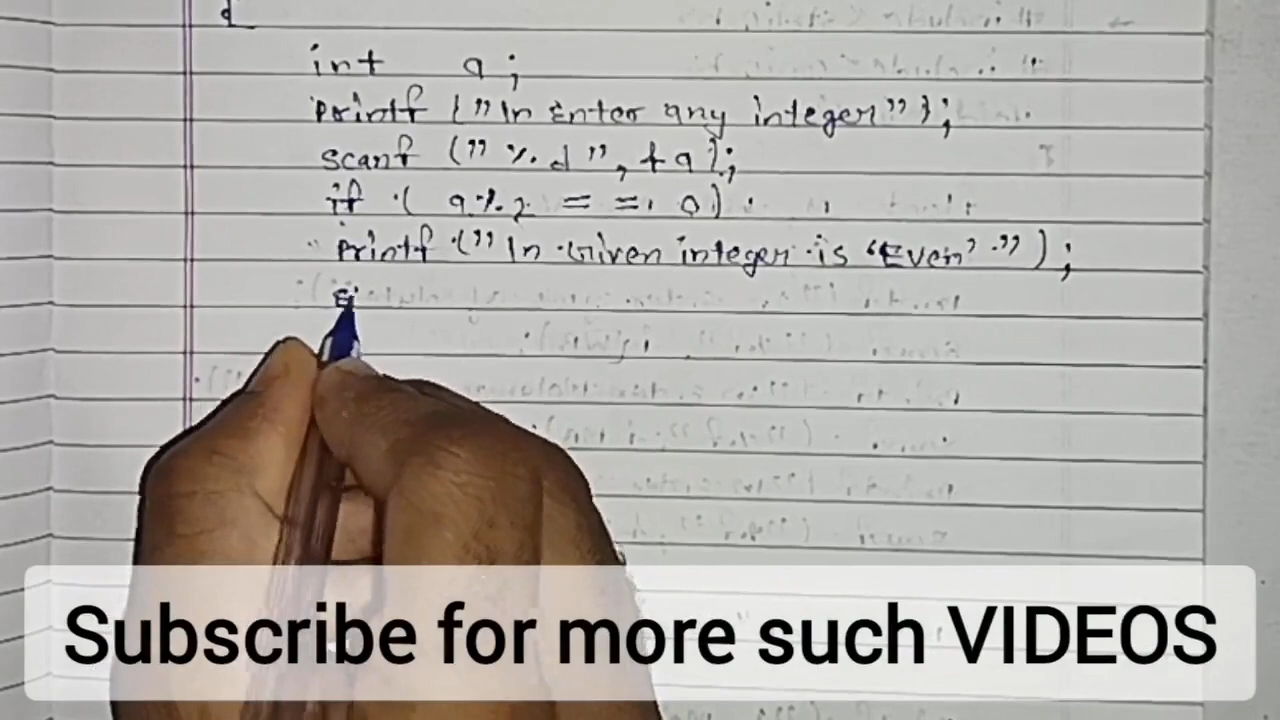 {
int a;
printf ("\n Enter any integer");
scanf ("%d", &a);
if ( a%2 == 0)
printf ("\n Given integer is 'Even' ");
E
Subscribe for more such VIDEOS